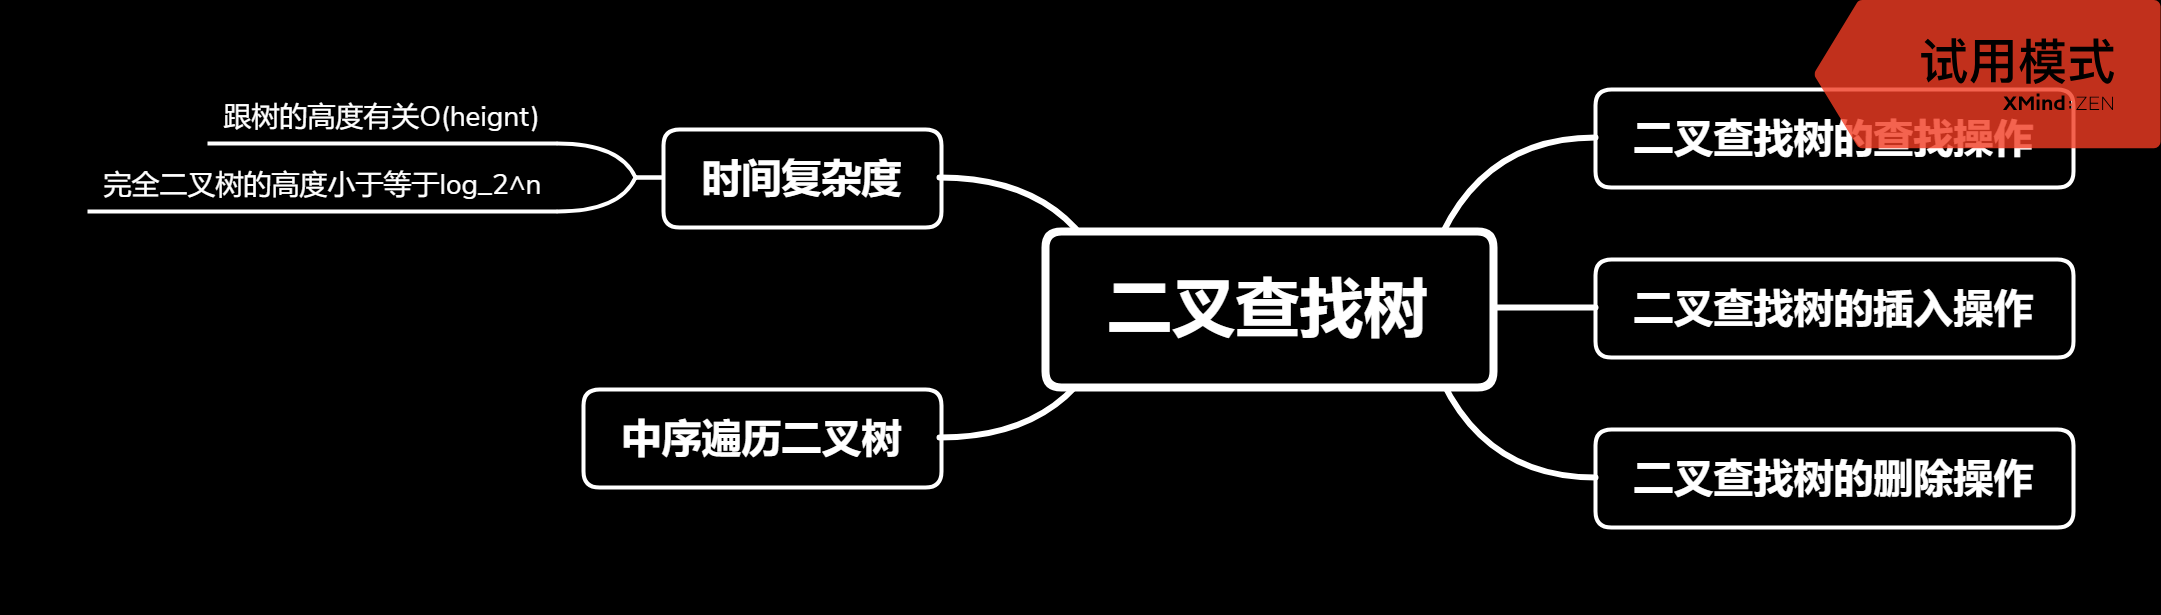 试用模式
XMind:ZEN
二叉查找树
二叉查找树的查找操作
二叉查找树的插入操作
二叉查找树的删除操作
时间复杂度
跟树的高度有关O(heignt)
完全二叉树的高度小于等于log_2^n
中序遍历二叉树